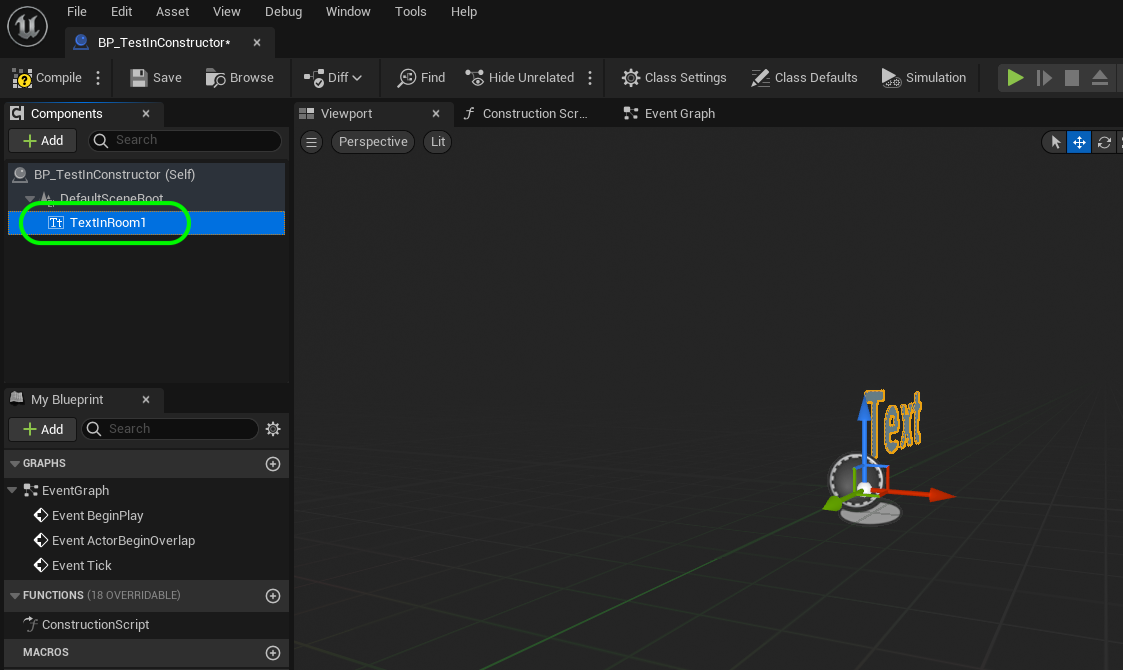 File Edit Asset View Debug Window Tools Help
BP_TestInConstructor*
Compile Save Browse Diff Find Hide Unrelated Class Settings Class Defaults Simulation
Components
Viewport
Construction Scr...
Event Graph
Add
Search
Perspective
Lit
BP_TestInConstructor (Self)
DefaultSceneRoot
Tt TextInRoom1
Text
My Blueprint
Add
Search
GRAPHS
EventGraph
Event BeginPlay
Event ActorBeginOverlap
Event Tick
FUNCTIONS (18 OVERRIDABLE)
ConstructionScript
MACROS